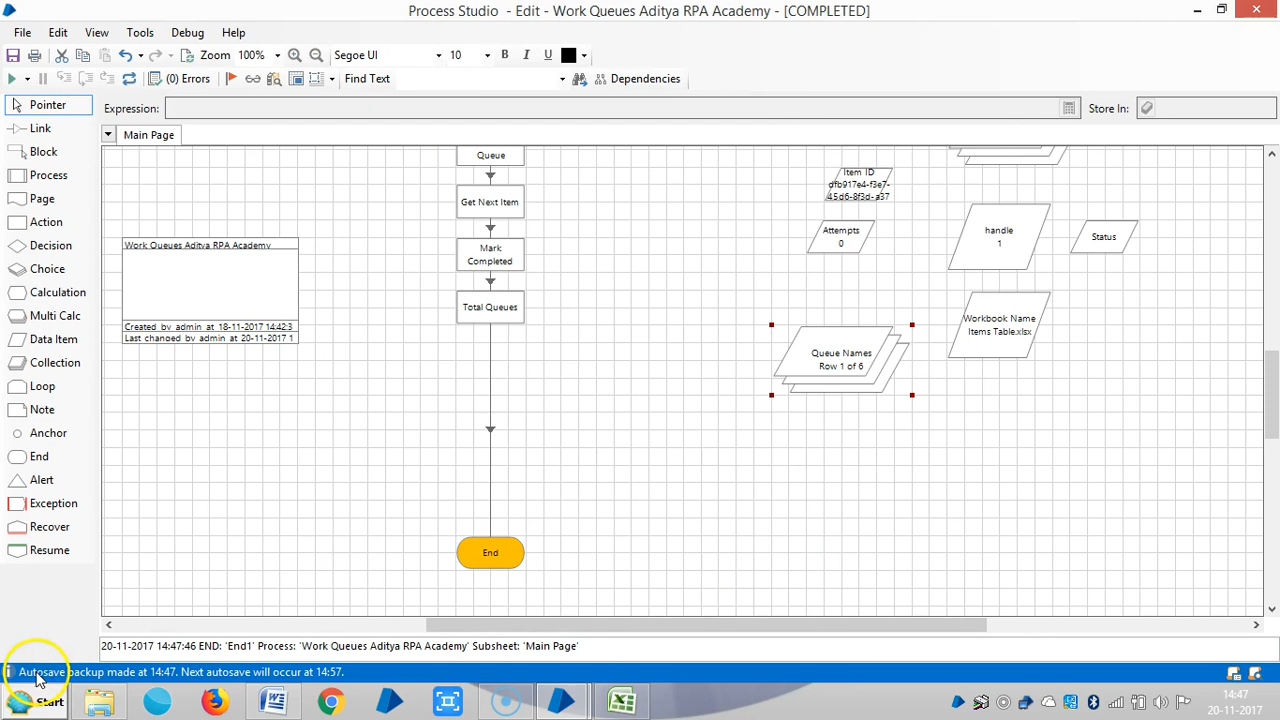 Process Studio - Edit - Work Queues Aditya RPA Academy - [COMPLETED]
File Edit View Tools Debug Help
Zoom 100% Segoe UI 10 B I U
(0) Errors Find Text Dependencies
Pointer
Expression: Store In:
Link
Main Page
Block
Process
Page
Action
Decision
Choice
Calculation
Multi Calc
Data Item
Collection
Loop
Note
Anchor
End
Alert
Exception
Recover
Resume
Work Queues Aditya RPA Academy
Created by admin at 18-11-2017 14:42:3
Last changed by admin at 20-11-2017 1
Queue
Get Next Item
Mark
Completed
Total Queues
End
Item ID
dfb917e4-f3e7-
45d6-8f3d-a37
Attempts
0
handle
1
Status
Workbook Name
Items Table.xlsx
Queue Names
Row 1 of 6
20-11-2017 14:47:46 END: 'End1' Process: 'Work Queues Aditya RPA Academy' Subsheet: 'Main Page'
Autosave backup made at 14:47. Next autosave will occur at 14:57.
Start
14:47
20-11-2017